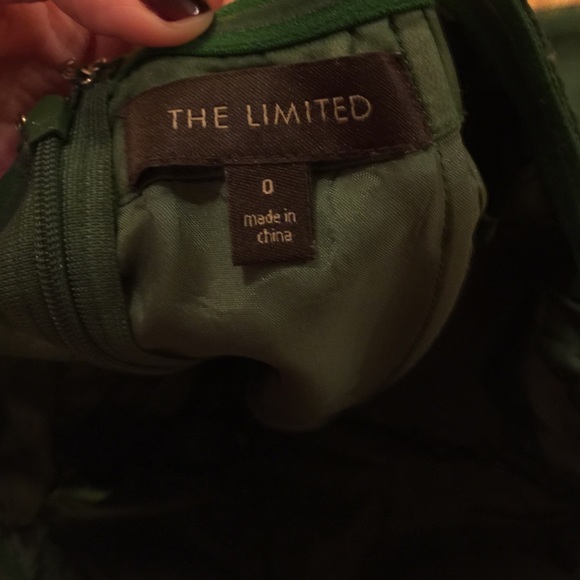 THE LIMITED
0
made in
china